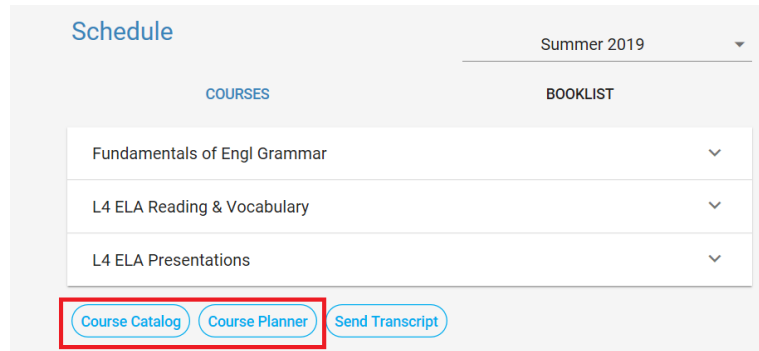 Schedule
Summer 2019
COURSES BOOKLIST
Fundamentals of Engl Grammar
L4 ELA Reading & Vocabulary
L4 ELA Presentations
Course Catalog Course Planner Send Transcript